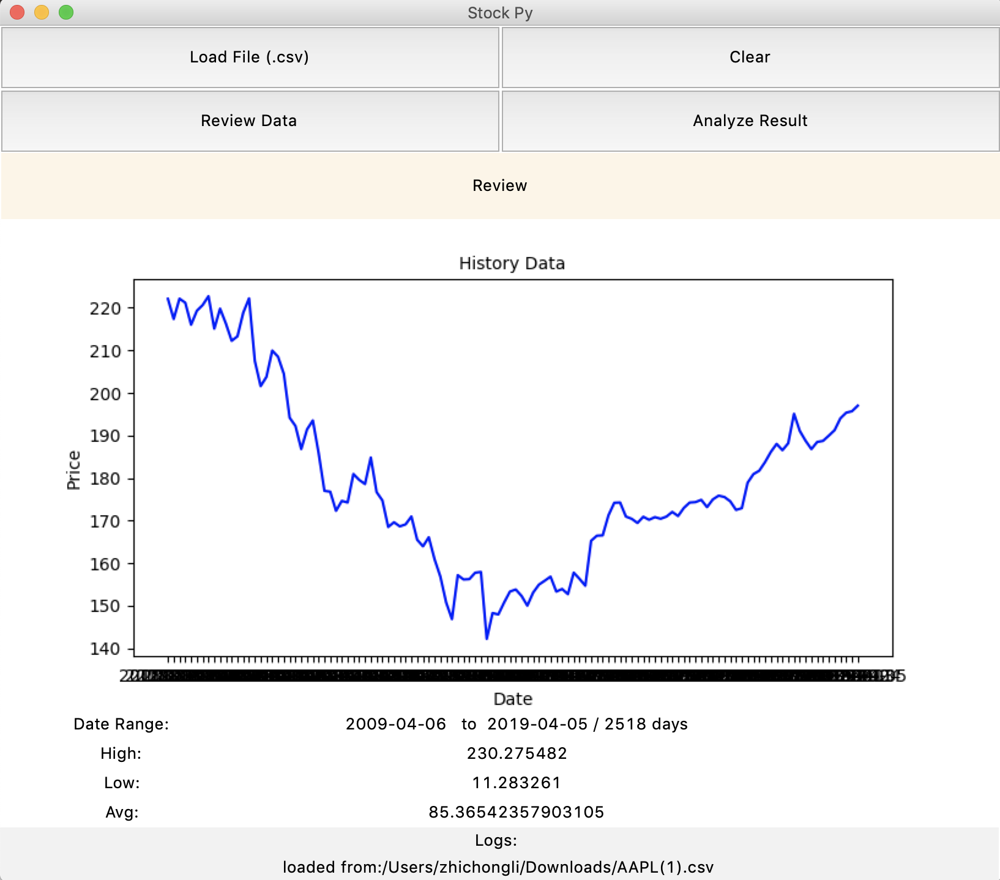 Stock Py
Load File (.csv)
Clear
Review Data
Analyze Result
Review
History Data
220
210
200
190
180
170
160
150
140
Price
Date
Date Range: 2009-04-06 to 2019-04-05 / 2518 days
High: 230.275482
Low: 11.283261
Avg: 85.36542357903105
Logs:
loaded from:/Users/zhichongli/Downloads/AAPL(1).csv